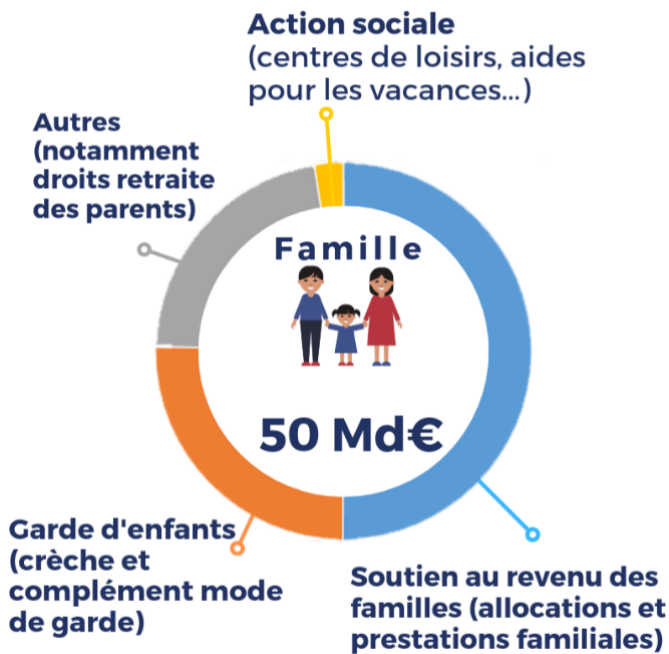 Action sociale
(centres de loisirs, aides
pour les vacances...)
Autres
(notamment
droits retraite
des parents)
Famille
50 Md€
Garde d'enfants
(crèche et
complément mode
de garde)
Soutien au revenu des
familles (allocations et
prestations familiales)